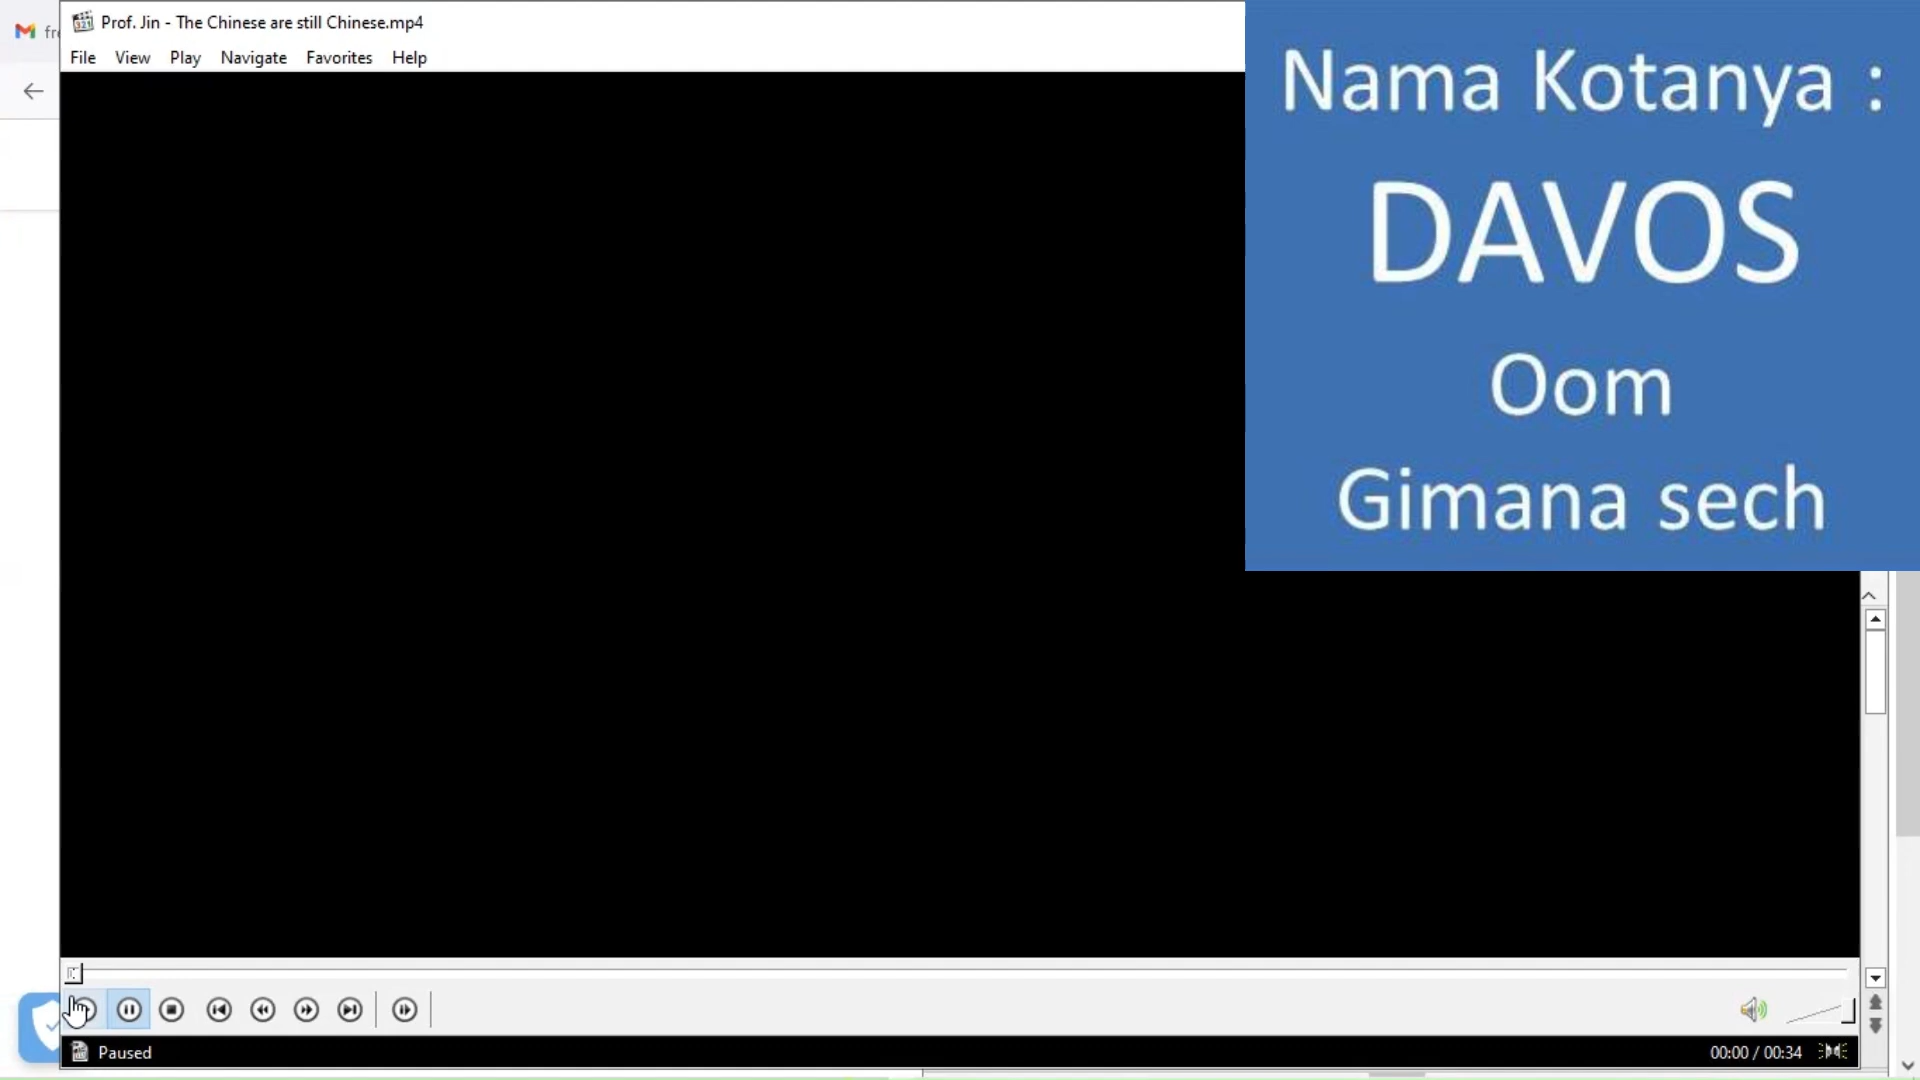 Prof. Jin - The Chinese are still Chinese.mp4
File View Play Navigate Favorites Help
Nama Kotanya :
DAVOS
Oom
Gimana sech
Paused
00:00 / 00:34